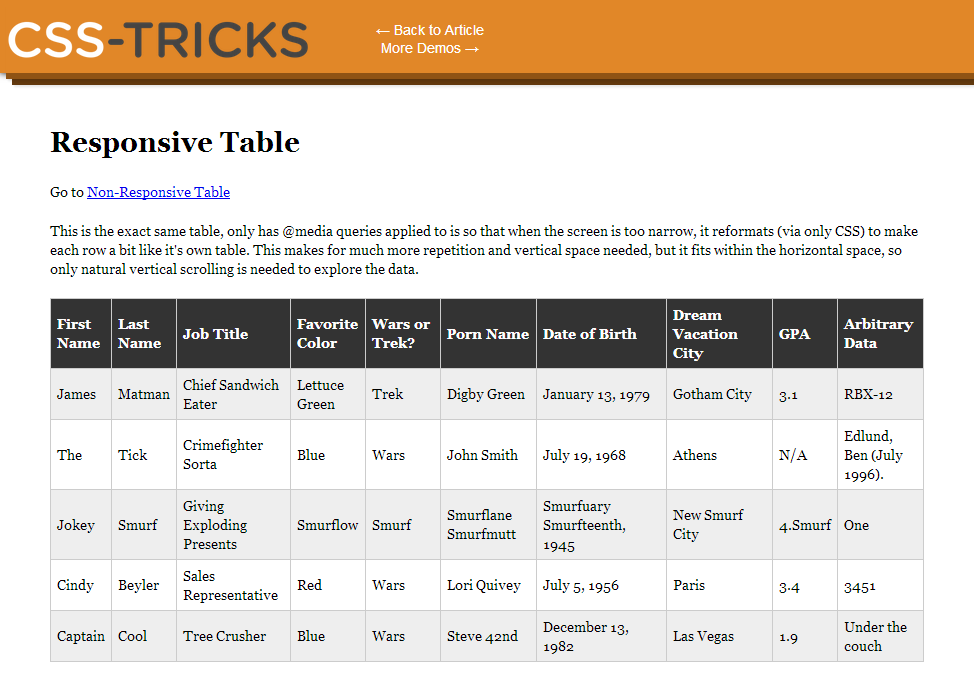 CSS-TRICKS
← Back to Article
More Demos →
Responsive Table
Go to Non-Responsive Table
This is the exact same table, only has @media queries applied to is so that when the screen is too narrow, it reformats (via only CSS) to make
each row a bit like it's own table. This makes for much more repetition and vertical space needed, but it fits within the horizontal space, so
only natural vertical scrolling is needed to explore the data.
First
Name
Last
Name
Job Title
Favorite
Color
Wars or
Trek?
Porn Name
Date of Birth
Dream
Vacation
City
GPA
Arbitrary
Data
James
Matman
Chief Sandwich
Eater
Lettuce
Green
Trek
Digby Green
January 13, 1979
Gotham City
3.1
RBX-12
The
Tick
Crimefighter
Sorta
Blue
Wars
John Smith
July 19, 1968
Athens
N/A
Edlund,
Ben (July
1996).
Jokey
Smurf
Giving
Exploding
Presents
Smurflow
Smurf
Smurflane
Smurfmutt
Smurfuary
Smurfteenth,
1945
New Smurf
City
4.Smurf
One
Cindy
Beyler
Sales
Representative
Red
Wars
Lori Quivey
July 5, 1956
Paris
3.4
3451
Captain
Cool
Tree Crusher
Blue
Wars
Steve 42nd
December 13,
1982
Las Vegas
1.9
Under the
couch